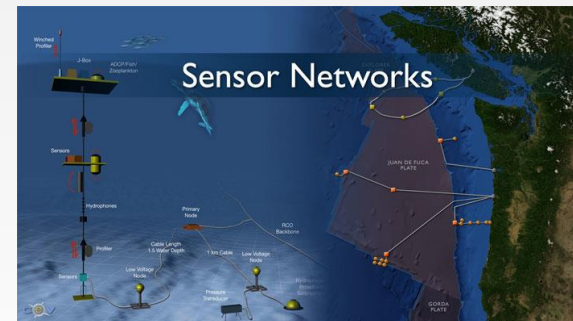 Sensor Networks
Winched
Profiler
J-Box
ADCP/Fish/
Zooplankton
Sensors
Hydrophones
Profiler
Sensors
Low Voltage
Node
Cable Length
1.5 Water Depth
Primary
Node
1 km Cable
Low Voltage
Node
RCO
Backbone
Pressure
Transducer
EXPLORER
JUAN DE FUCA
PLATE
GORDA
PLATE